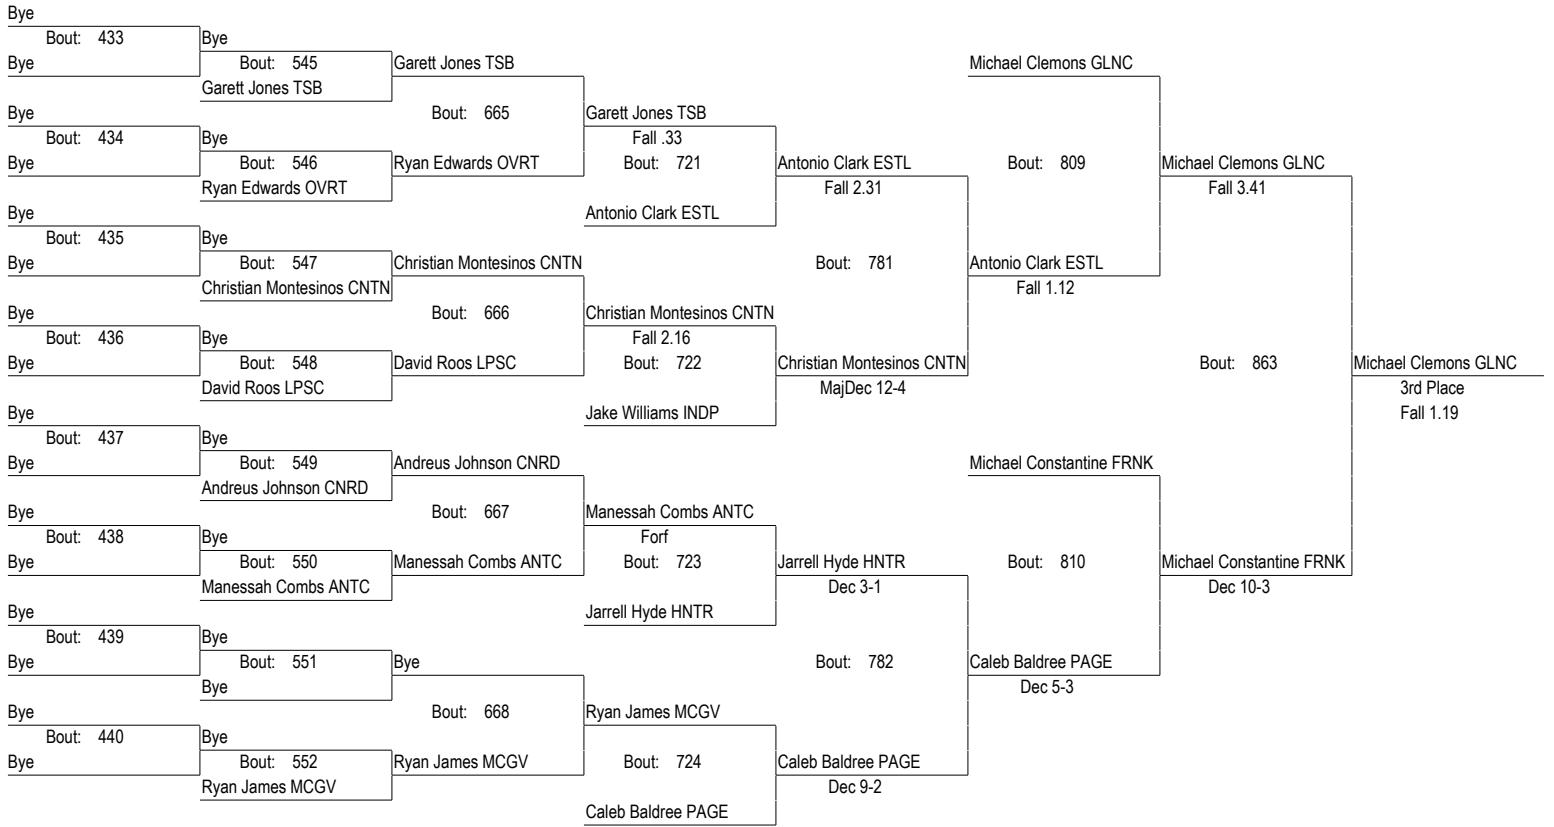 Bye
Bout: 433 Bye
Bye Bout: 545 Garett Jones TSB Michael Clemons GLNC
Garett Jones TSB
Bye Bout: 665 Garett Jones TSB
Bout: 434 Bye Fall .33
Bye Bout: 546 Ryan Edwards OVRT Bout: 721 Antonio Clark ESTL Bout: 809 Michael Clemons GLNC
Ryan Edwards OVRT Fall 2.31 Fall 3.41
Bye Antonio Clark ESTL
Bout: 435 Bye
Bye Bout: 547 Christian Montesinos CNTN Bout: 781 Antonio Clark ESTL
Christian Montesinos CNTN Fall 1.12
Bye Bout: 666 Christian Montesinos CNTN
Bout: 436 Bye Fall 2.16
Bye Bout: 548 David Roos LPSC Bout: 722 Christian Montesinos CNTN Bout: 863 Michael Clemons GLNC
David Roos LPSC MajDec 12-4 3rd Place
Bye Jake Williams INDP Fall 1.19
Bout: 437 Bye
Bye Bout: 549 Andreus Johnson CNRD Michael Constantine FRNK
Andreus Johnson CNRD
Bye Bout: 667 Manessah Combs ANTC
Bout: 438 Bye Forf
Bye Bout: 550 Manessah Combs ANTC Bout: 723 Jarrell Hyde HNTR Bout: 810 Michael Constantine FRNK
Manessah Combs ANTC Dec 3-1 Dec 10-3
Bye Jarrell Hyde HNTR
Bout: 439 Bye
Bye Bout: 551 Bye Bout: 782 Caleb Baldree PAGE
Bye Dec 5-3
Bye Bout: 668 Ryan James MCGV
Bout: 440 Bye
Bye Bout: 552 Ryan James MCGV Bout: 724 Caleb Baldree PAGE
Ryan James MCGV Dec 9-2
Caleb Baldree PAGE